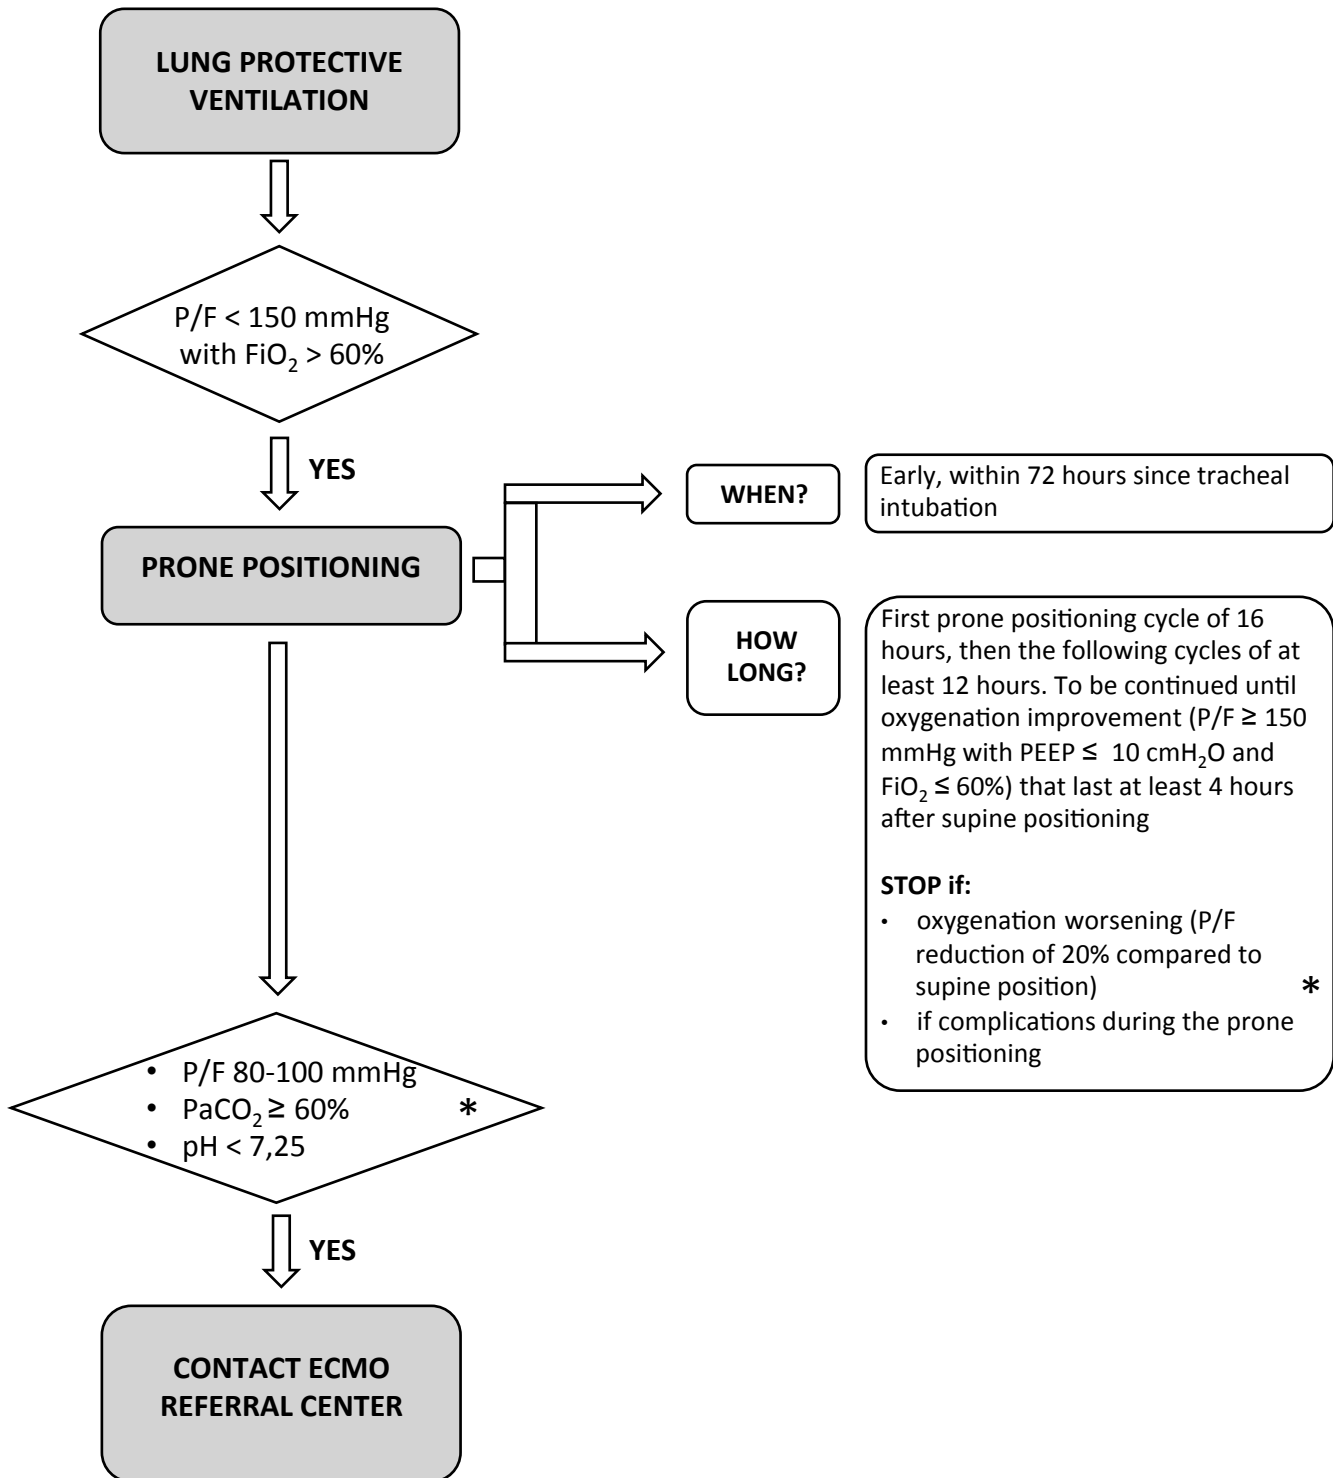 LUNG PROTECTIVE
VENTILATION
P/F < 150 mmHg
with FiO₂ > 60%
YES
PRONE POSITIONING
WHEN?
Early, within 72 hours since tracheal
intubation
HOW
LONG?
First prone positioning cycle of 16
hours, then the following cycles of at
least 12 hours. To be continued until
oxygenation improvement (P/F ≥ 150
mmHg with PEEP ≤ 10 cmH₂O and
FiO₂ ≤ 60%) that last at least 4 hours
after supine positioning
STOP if:
• oxygenation worsening (P/F
reduction of 20% compared to
supine position) *
• if complications during the prone
positioning
• P/F 80-100 mmHg
• PaCO₂ ≥ 60% *
• pH < 7,25
YES
CONTACT ECMO
REFERRAL CENTER